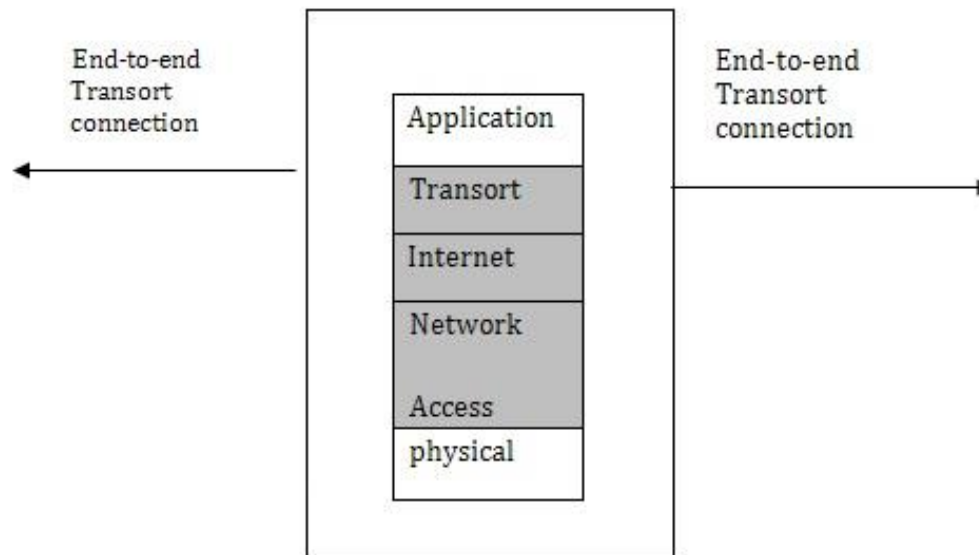 End-to-end
Transort
connection
Application
Transort
Internet
Network
Access
physical
End-to-end
Transort
connection